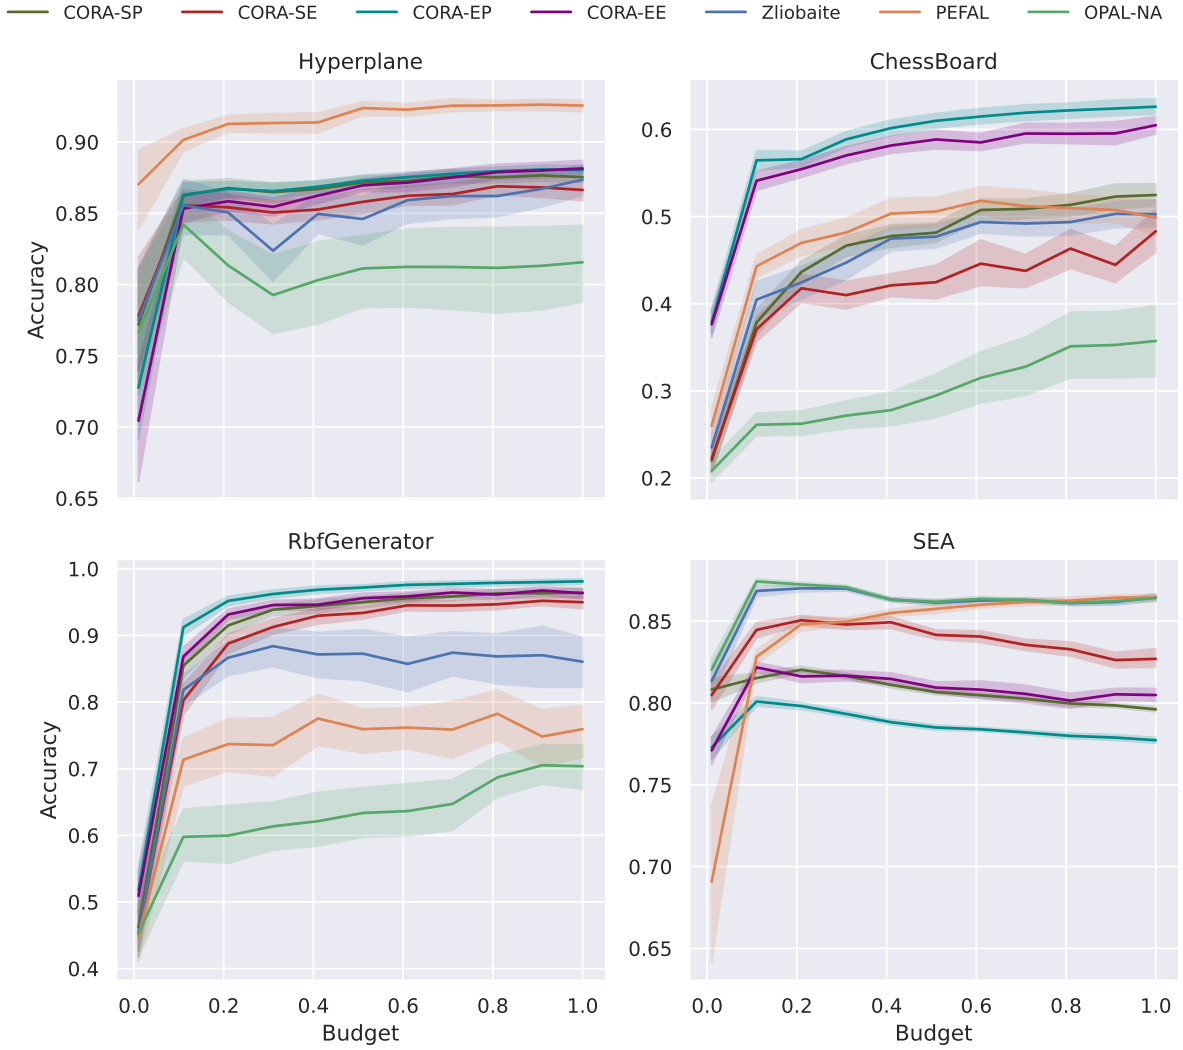 CORA-SP CORA-SE CORA-EP CORA-EE Zliobaite PEFAL OPAL-NA
Hyperplane
0.90
0.85
0.80
0.75
0.70
0.65
Accuracy
ChessBoard
0.6
0.5
0.4
0.3
0.2
RbfGenerator
1.0
0.9
0.8
0.7
0.6
0.5
0.4
Accuracy
0.0 0.2 0.4 0.6 0.8 1.0
Budget
SEA
0.85
0.80
0.75
0.70
0.65
0.0 0.2 0.4 0.6 0.8 1.0
Budget